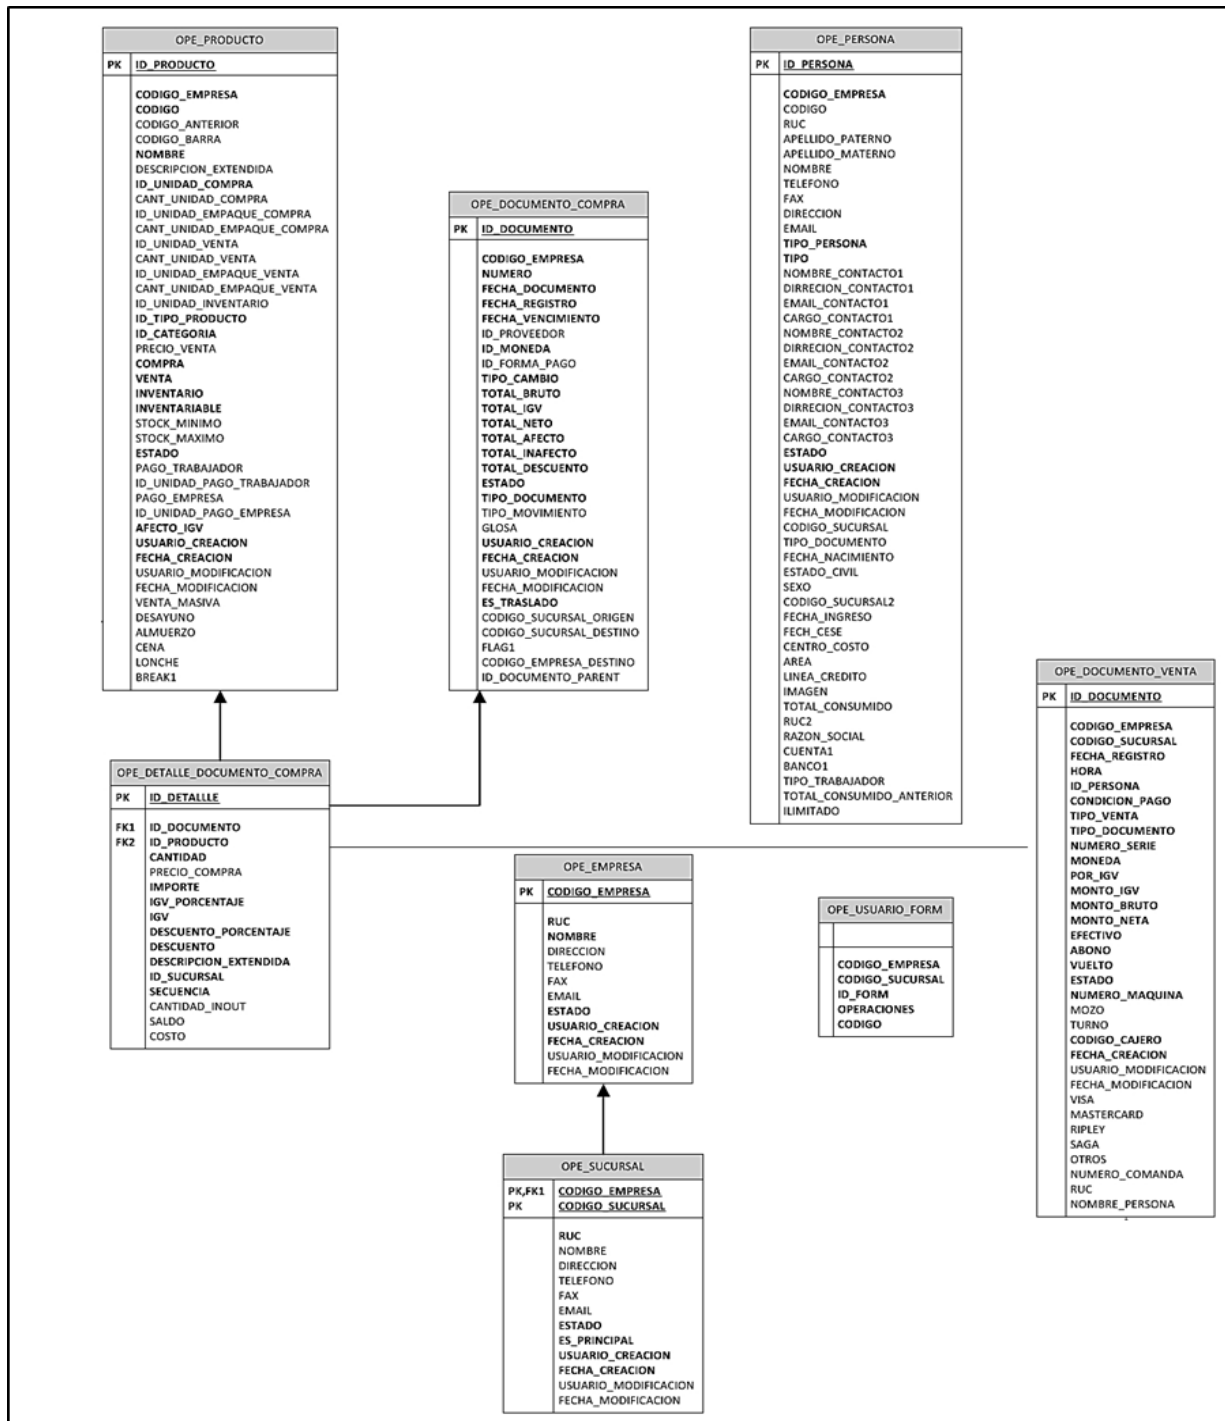 OPE_PRODUCTO
PK ID_PRODUCTO
CODIGO_EMPRESA
CODIGO
CODIGO_ANTERIOR
CODIGO_BARRA
NOMBRE
DESCRIPCION_EXTENDIDA
ID_UNIDAD_COMPRA
CANT_UNIDAD_COMPRA
ID_UNIDAD_EMPAQUE_COMPRA
CANT_UNIDAD_EMPAQUE_COMPRA
ID_UNIDAD_VENTA
CANT_UNIDAD_VENTA
ID_UNIDAD_EMPAQUE_VENTA
CANT_UNIDAD_EMPAQUE_VENTA
ID_UNIDAD_INVENTARIO
ID_TIPO_PRODUCTO
ID_CATEGORIA
PRECIO_VENTA
COMPRA
VENTA
INVENTARIO
INVENTARIABLE
STOCK_MINIMO
STOCK_MAXIMO
ESTADO
PAGO_TRABAJADOR
ID_UNIDAD_PAGO_TRABAJADOR
PAGO_EMPRESA
ID_UNIDAD_PAGO_EMPRESA
AFECTO_IGV
USUARIO_CREACION
FECHA_CREACION
USUARIO_MODIFICACION
FECHA_MODIFICACION
VENTA_MASIVA
DESAYUNO
ALMUERZO
CENA
LONCHE
BREAK1
OPE_DOCUMENTO_COMPRA
PK ID_DOCUMENTO
CODIGO_EMPRESA
NUMERO
FECHA_DOCUMENTO
FECHA_REGISTRO
FECHA_VENCIMIENTO
ID_PROVEEDOR
ID_MONEDA
ID_FORMA_PAGO
TIPO_CAMBIO
TOTAL_BRUTO
TOTAL_IGV
TOTAL_NETO
TOTAL_AFECTO
TOTAL_INAFECTO
TOTAL_DESCUENTO
ESTADO
TIPO_DOCUMENTO
TIPO_MOVIMIENTO
GLOSA
USUARIO_CREACION
FECHA_CREACION
USUARIO_MODIFICACION
FECHA_MODIFICACION
ES_TRASLADO
CODIGO_SUCURSAL_ORIGEN
CODIGO_SUCURSAL_DESTINO
FLAG1
CODIGO_EMPRESA_DESTINO
ID_DOCUMENTO_PARENT
OPE_PERSONA
PK ID_PERSONA
CODIGO_EMPRESA
CODIGO
RUC
APELLIDO_PATERNO
APELLIDO_MATERNO
NOMBRE
TELEFONO
FAX
DIRECCION
EMAIL
TIPO_PERSONA
TIPO
NOMBRE_CONTACTO1
DIRRECION_CONTACTO1
EMAIL_CONTACTO1
CARGO_CONTACTO1
NOMBRE_CONTACTO2
DIRRECION_CONTACTO2
EMAIL_CONTACTO2
CARGO_CONTACTO2
NOMBRE_CONTACTO3
DIRRECION_CONTACTO3
EMAIL_CONTACTO3
CARGO_CONTACTO3
ESTADO
USUARIO_CREACION
FECHA_CREACION
USUARIO_MODIFICACION
FECHA_MODIFICACION
CODIGO_SUCURSAL
TIPO_DOCUMENTO
FECHA_NACIMIENTO
ESTADO_CIVIL
SEXO
CODIGO_SUCURSAL2
FECHA_INGRESO
FECH_CESE
CENTRO_COSTO
AREA
LINEA_CREDITO
IMAGEN
TOTAL_CONSUMIDO
RUC2
RAZON_SOCIAL
CUENTA1
BANCO1
TIPO_TRABAJADOR
TOTAL_CONSUMIDO_ANTERIOR
ILIMITADO
OPE_DOCUMENTO_VENTA
PK ID_DOCUMENTO
CODIGO_EMPRESA
CODIGO_SUCURSAL
FECHA_REGISTRO
HORA
ID_PERSONA
CONDICION_PAGO
TIPO_VENTA
TIPO_DOCUMENTO
NUMERO_SERIE
MONEDA
POR_IGV
MONTO_IGV
MONTO_BRUTO
MONTO_NETA
EFECTIVO
ABONO
VUELTO
ESTADO
NUMERO_MAQUINA
MOZO
TURNO
CODIGO_CAJERO
FECHA_CREACION
USUARIO_MODIFICACION
FECHA_MODIFICACION
VISA
MASTERCARD
RIPLEY
SAGA
OTROS
NUMERO_COMANDA
RUC
NOMBRE_PERSONA
OPE_DETALLE_DOCUMENTO_COMPRA
PK ID_DETALLLE
FK1 ID_DOCUMENTO
FK2 ID_PRODUCTO
CANTIDAD
PRECIO_COMPRA
IMPORTE
IGV_PORCENTAJE
IGV
DESCUENTO_PORCENTAJE
DESCUENTO
DESCRIPCION_EXTENDIDA
ID_SUCURSAL
SECUENCIA
CANTIDAD_INOUT
SALDO
COSTO
OPE_EMPRESA
PK CODIGO_EMPRESA
RUC
NOMBRE
DIRECCION
TELEFONO
FAX
EMAIL
ESTADO
USUARIO_CREACION
FECHA_CREACION
USUARIO_MODIFICACION
FECHA_MODIFICACION
OPE_USUARIO_FORM
CODIGO_EMPRESA
CODIGO_SUCURSAL
ID_FORM
OPERACIONES
CODIGO
OPE_SUCURSAL
PK,FK1 CODIGO_EMPRESA
PK CODIGO_SUCURSAL
RUC
NOMBRE
DIRECCION
TELEFONO
FAX
EMAIL
ESTADO
ES_PRINCIPAL
USUARIO_CREACION
FECHA_CREACION
USUARIO_MODIFICACION
FECHA_MODIFICACION